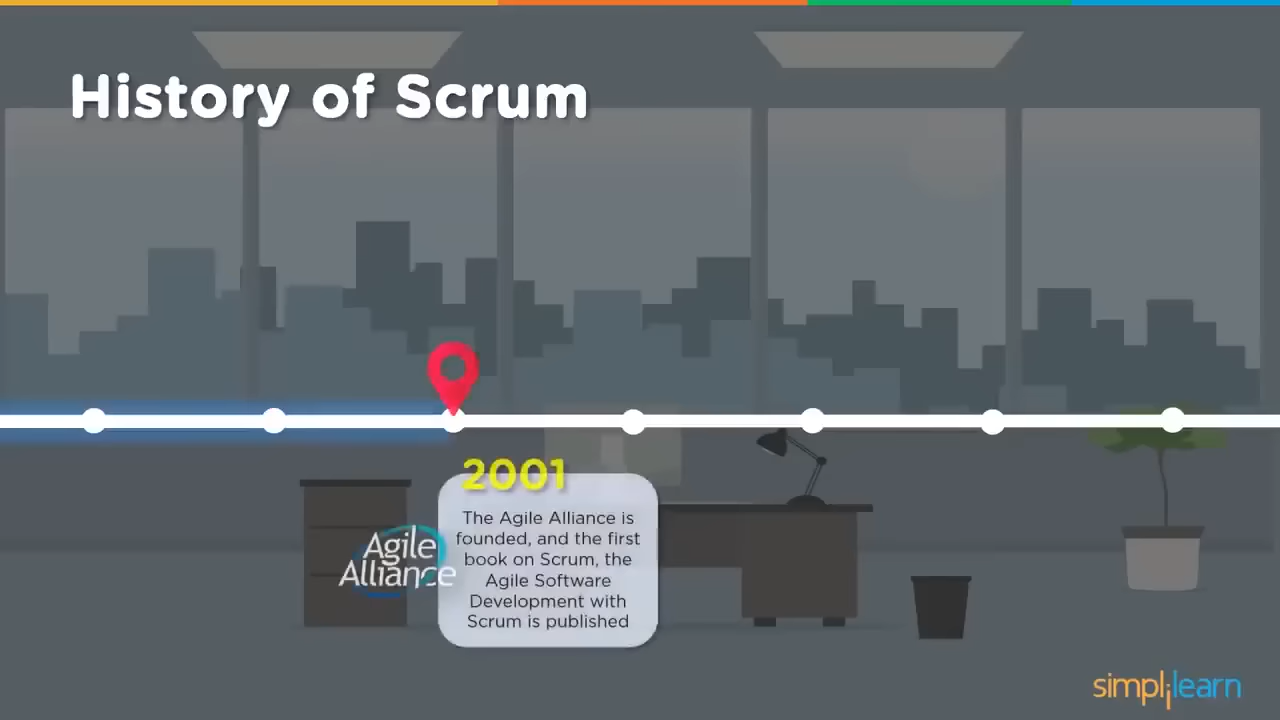 History of Scrum
2001
The Agile Alliance is
founded, and the first
book on Scrum, the
Agile Software
Development with
Scrum is published
Agile
Alliance
simplilearn